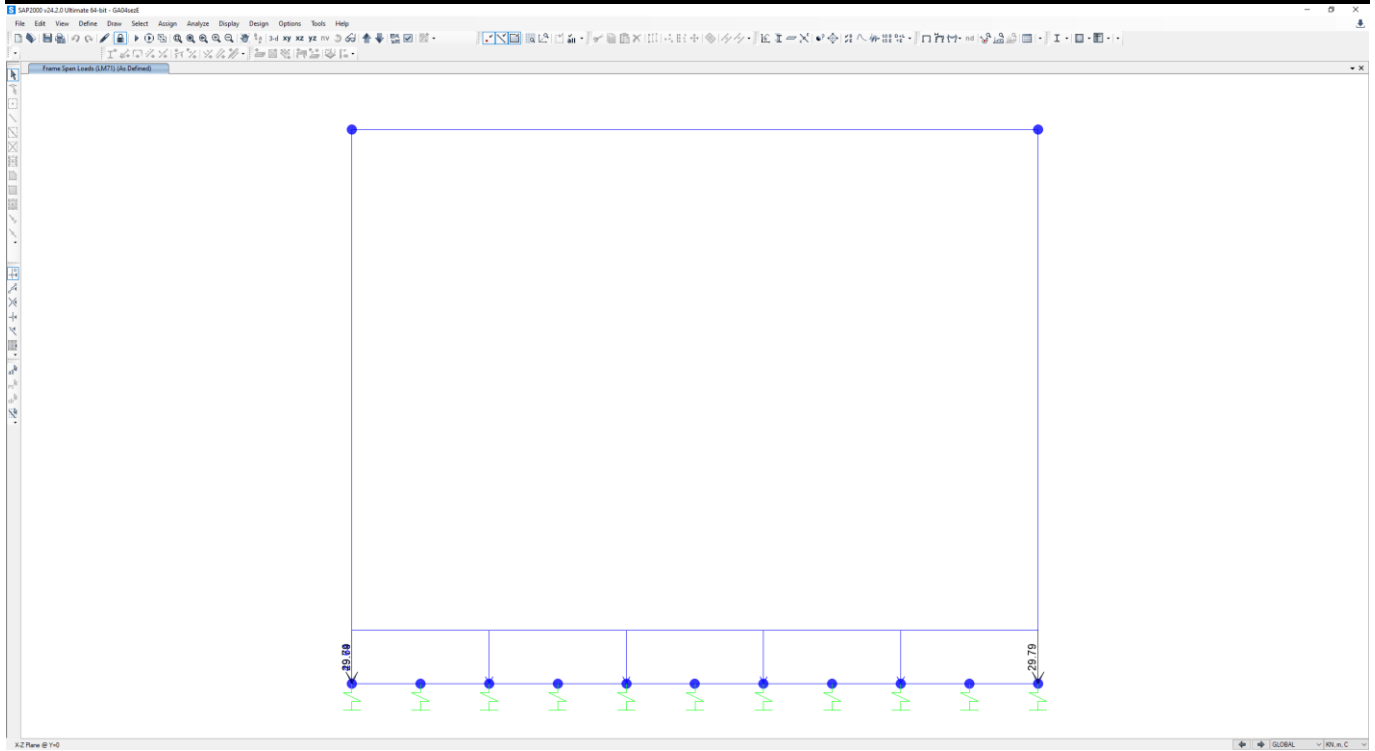 SAP2000 v24.2.0 Ultimate 64-bit - GA04sezE
File Edit View Define Draw Select Assign Analyze Display Design Options Tools Help
3-d xy xz yz nv
nd
Frame Span Loads (LM71) (As Defined)
29.79
X-Z Plane @ Y=0
GLOBAL
KN, m, C